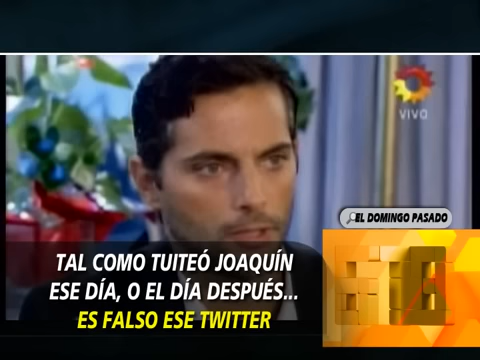 VIVO
EL DOMINGO PASADO
TAL COMO TUITEÓ JOAQUÍN
ESE DÍA, O EL DÍA DESPUÉS...
ES FALSO ESE TWITTER